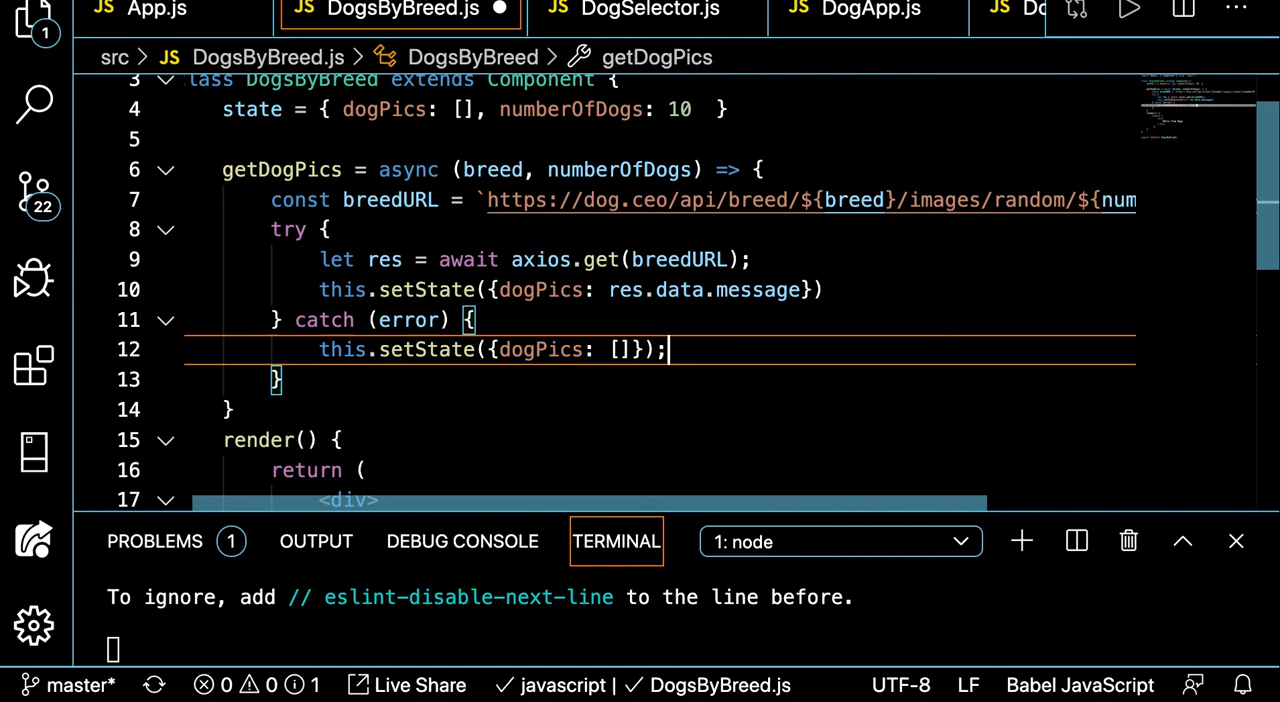 JS App.js JS DogsByBreed.js JS DogSelector.js JS DogApp.js JS
1
src JS DogsByBreed.js DogsByBreed getDogPics
3 lass DogsByBreed extends Component {
4 state = { dogPics: [], numberOfDogs: 10 }
5
6 getDogPics = async (breed, numberOfDogs) => {
7 const breedURL = `https://dog.ceo/api/breed/${breed}/images/random/${num
8 try {
9 let res = await axios.get(breedURL);
10 this.setState({dogPics: res.data.message})
11 } catch (error) {
12 this.setState({dogPics: []});
13 }
14 }
15 render() {
16 return (
17 <div>
22
PROBLEMS 1 OUTPUT DEBUG CONSOLE TERMINAL 1: node
To ignore, add // eslint-disable-next-line to the line before.
master* 0 0 1 Live Share javascript | DogsByBreed.js UTF-8 LF Babel JavaScript